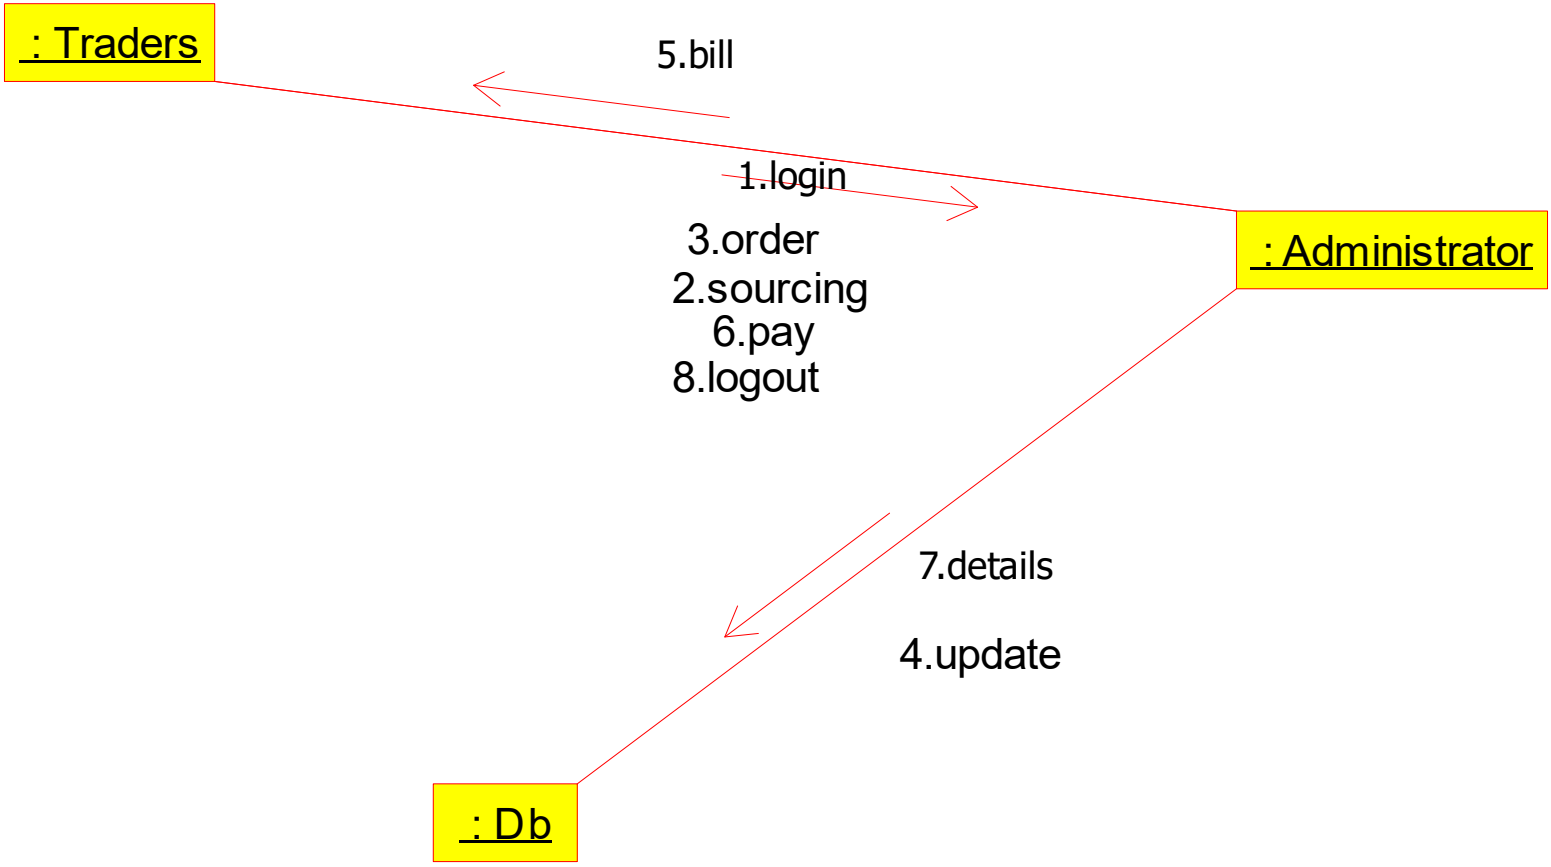 : Traders
5.bill
1.login
3.order
: Administrator
2.sourcing
6.pay
8.logout
7.details
4.update
: Db